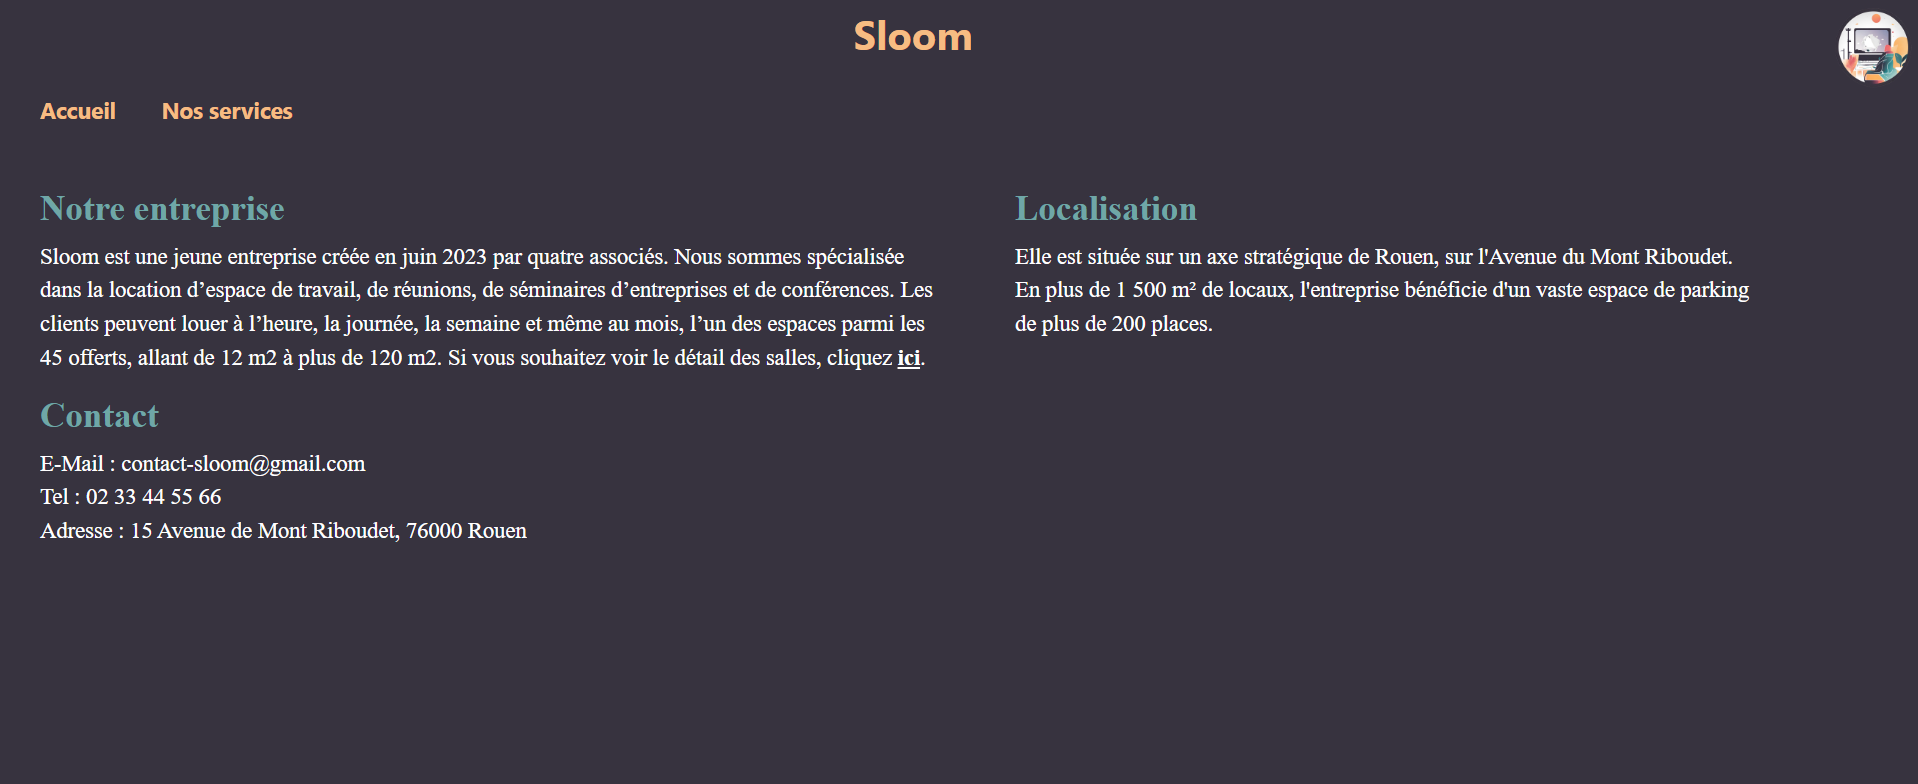 Sloom
Accueil
Nos services
Notre entreprise
Sloom est une jeune entreprise créée en juin 2023 par quatre associés. Nous sommes spécialisée
dans la location d’espace de travail, de réunions, de séminaires d’entreprises et de conférences. Les
clients peuvent louer à l’heure, la journée, la semaine et même au mois, l’un des espaces parmi les
45 offerts, allant de 12 m2 à plus de 120 m2. Si vous souhaitez voir le détail des salles, cliquez ici.
Localisation
Elle est située sur un axe stratégique de Rouen, sur l'Avenue du Mont Riboudet.
En plus de 1 500 m² de locaux, l'entreprise bénéficie d'un vaste espace de parking
de plus de 200 places.
Contact
E-Mail : contact-sloom@gmail.com
Tel : 02 33 44 55 66
Adresse : 15 Avenue de Mont Riboudet, 76000 Rouen